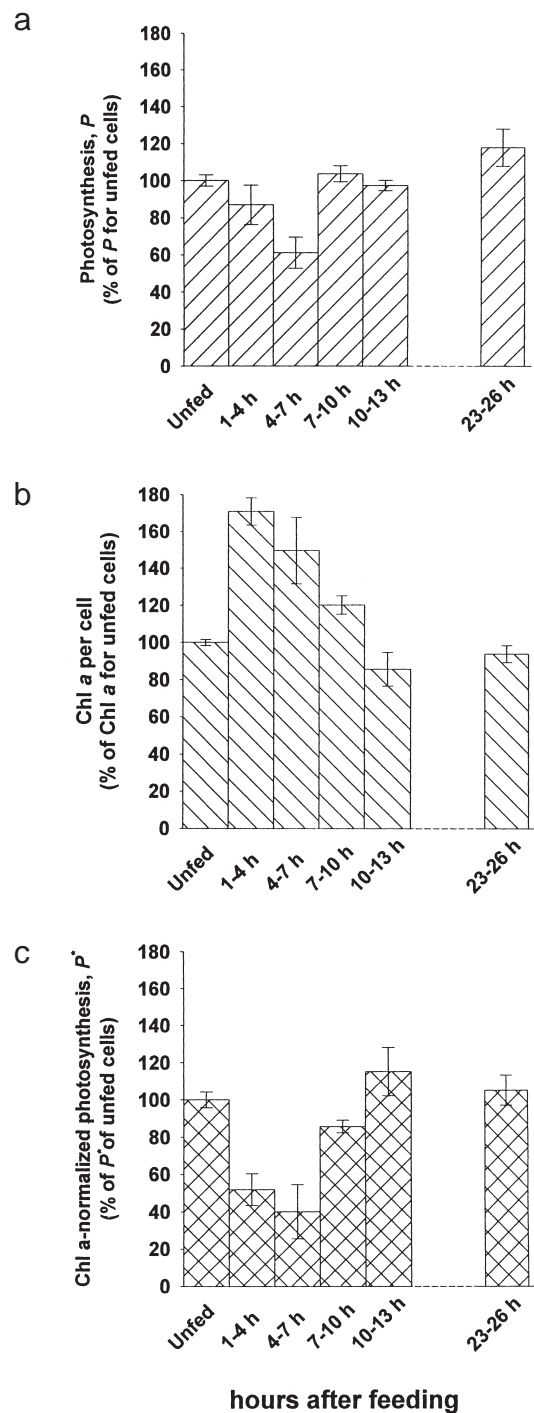 a
Photosynthesis, P
(% of P for unfed cells)
180
160
140
120
100
80
60
40
20
0
Unfed
1-4 h
4-7 h
7-10 h
10-13 h
23-26 h
b
Chl a per cell
(% of Chl a for unfed cells)
180
160
140
120
100
80
60
40
20
0
Unfed
1-4 h
4-7 h
7-10 h
10-13 h
23-26 h
c
Chl a-normalized photosynthesis, P*
(% of P* of unfed cells)
180
160
140
120
100
80
60
40
20
0
Unfed
1-4 h
4-7 h
7-10 h
10-13 h
23-26 h
hours after feeding